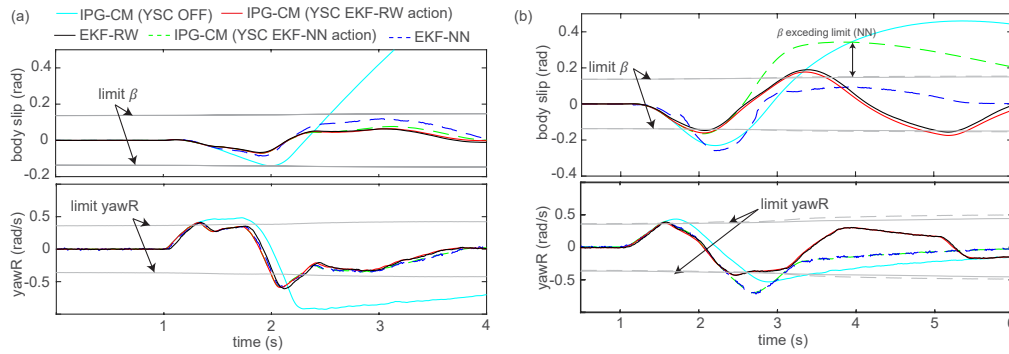 (a)
IPG-CM (YSC OFF)
IPG-CM (YSC EKF-RW action)
EKF-RW
IPG-CM (YSC EKF-NN action)
EKF-NN
body slip (rad)
0.4
0.2
0
-0.2
limit β
yawR (rad/s)
0.5
0
-0.5
limit yawR
1
2
3
4
time (s)
(b)
body slip (rad)
0.4
0.2
0
-0.2
-0.4
β exceding limit (NN)
limit β
yawR (rad/s)
0.5
0
-0.5
limit yawR
1
2
3
4
5
6
time (s)